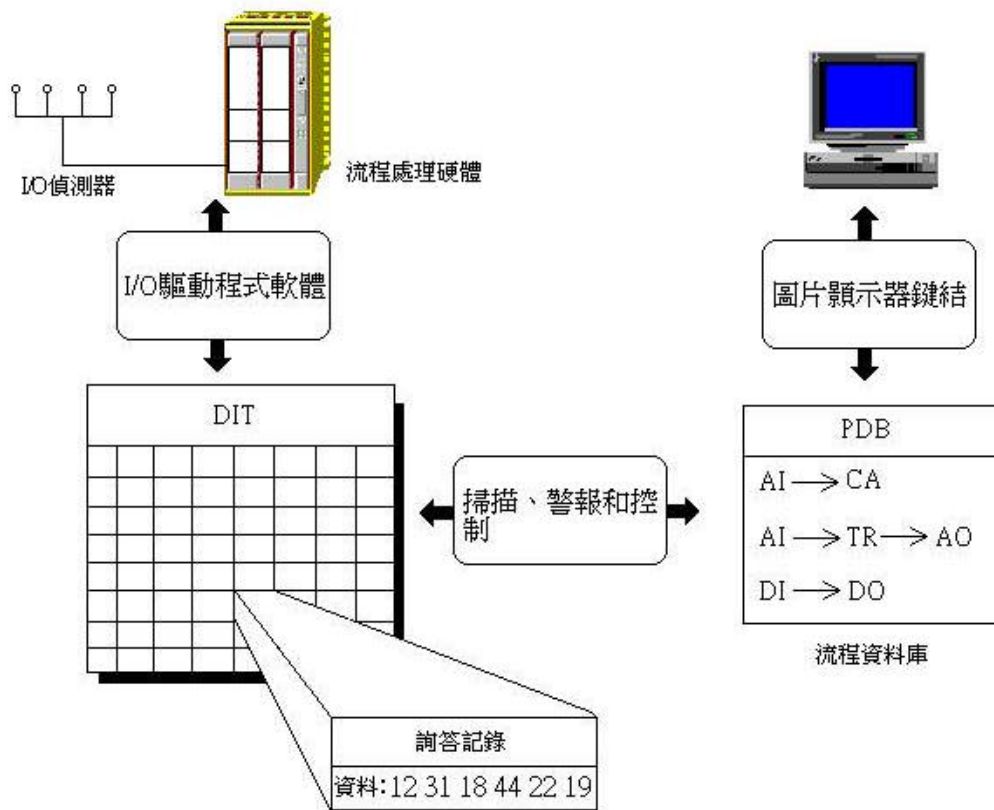 I/O偵測器
流程處理硬體
I/O驅動程式軟體
圖片顯示器鍵結
DIT
PDB
AI → CA
AI → TR → AO
DI → DO
掃描、警報和控
制
流程資料庫
詢答記錄
資料:12 31 18 44 22 19